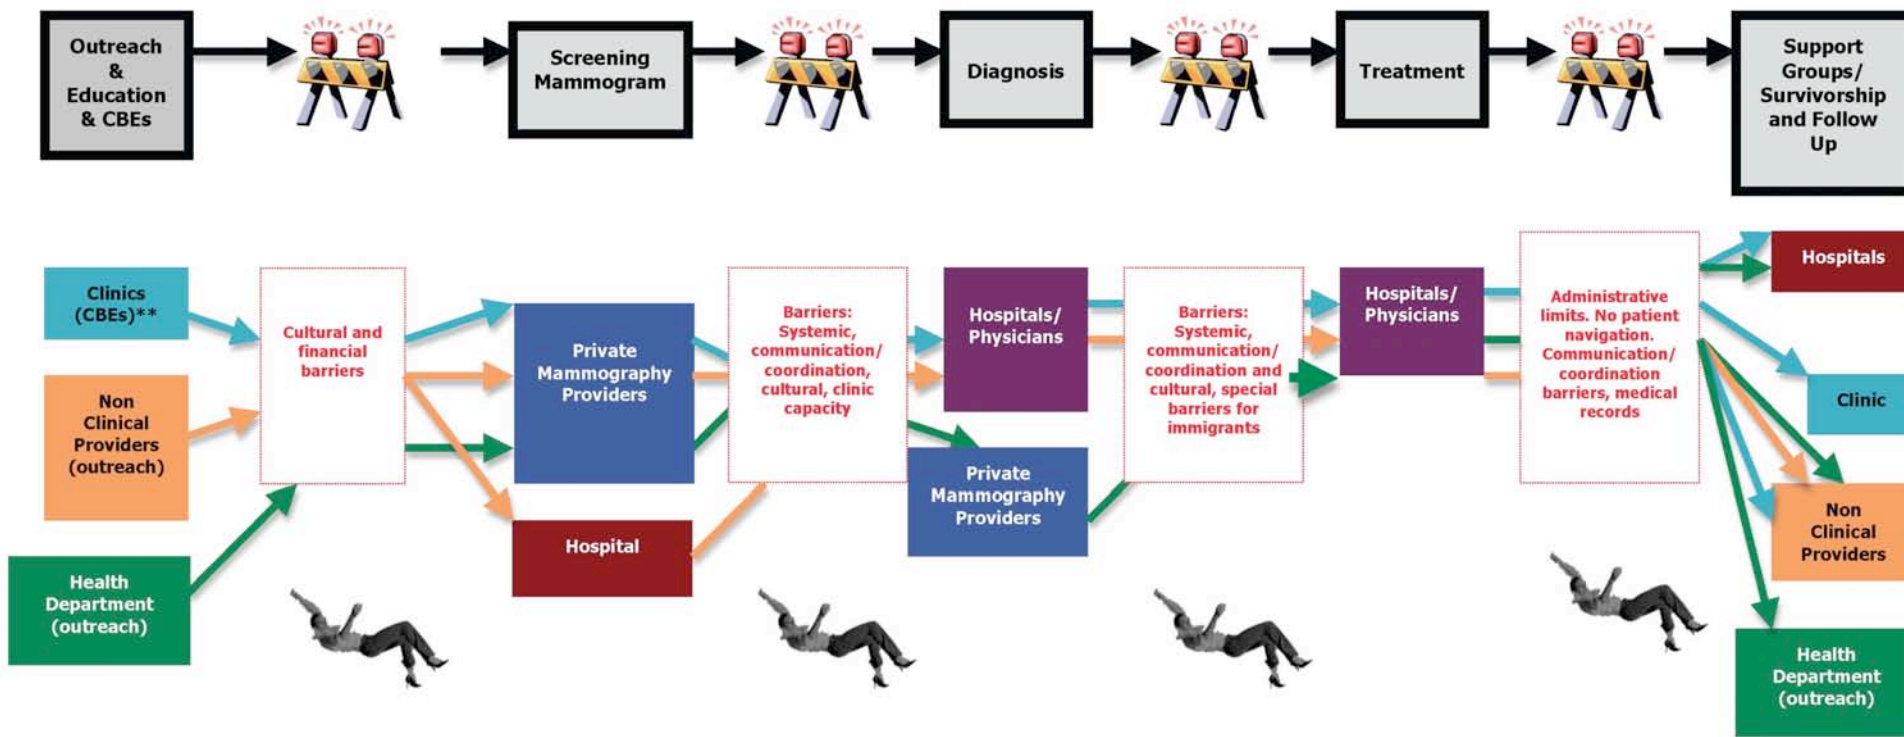 Outreach
&
Education
& CBEs
Screening
Mammogram
Diagnosis
Treatment
Support
Groups/
Survivorship
and Follow
Up
Clinics
(CBEs)**
Non
Clinical
Providers
(outreach)
Health
Department
(outreach)
Cultural and
financial
barriers
Private
Mammography
Providers
Hospital
Barriers:
Systemic,
communication/
coordination,
cultural, clinic
capacity
Hospitals/
Physicians
Private
Mammography
Providers
Barriers:
Systemic,
communication/
coordination and
cultural, special
barriers for
immigrants
Hospitals/
Physicians
Administrative
limits. No patient
navigation.
Communication/
coordination
barriers, medical
records
Hospitals
Clinic
Non
Clinical
Providers
Health
Department
(outreach)